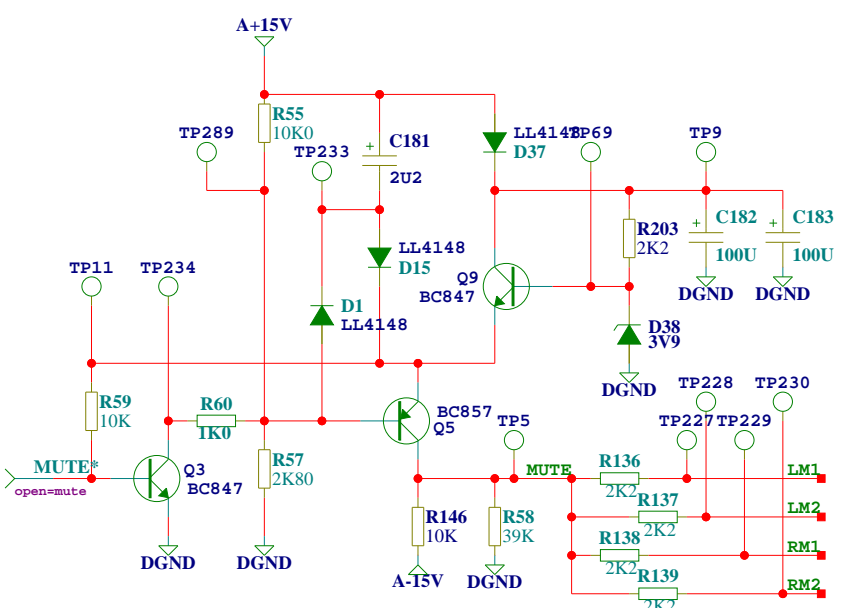 A+15V
R55
10K0
TP289
TP233
C181
+
2U2
LL4148
D37
TP69
TP9
R203
2K2
+
C182
100U
+
C183
100U
DGND
DGND
LL4148
D15
TP11
TP234
Q9
BC847
D1
LL4148
D38
3V9
DGND
R59
10K
R60
1K0
BC857
Q5
TP5
TP228
TP230
TP227
TP229
MUTE*
open=mute
Q3
BC847
R57
2K80
MUTE
R136
2K2
LM1
R137
2K2
LM2
R146
10K
R58
39K
R138
2K2
RM1
DGND
DGND
A-15V
DGND
R139
2K2
RM2